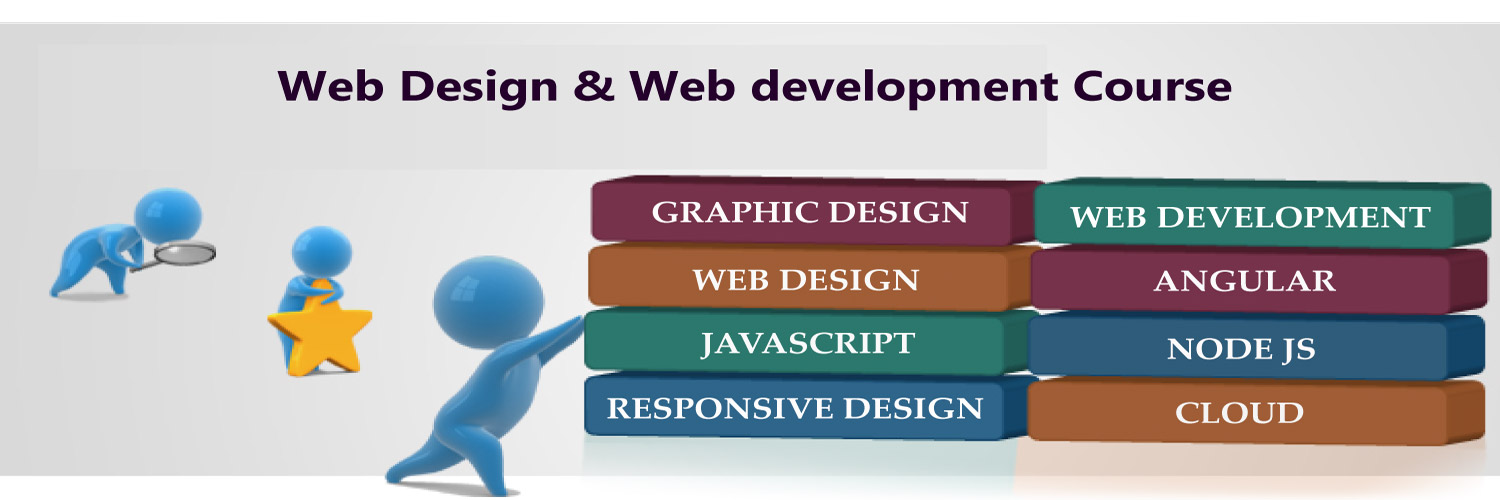 Web Design & Web development Course
GRAPHIC DESIGN
WEB DESIGN
JAVASCRIPT
RESPONSIVE DESIGN
WEB DEVELOPMENT
ANGULAR
NODE JS
CLOUD